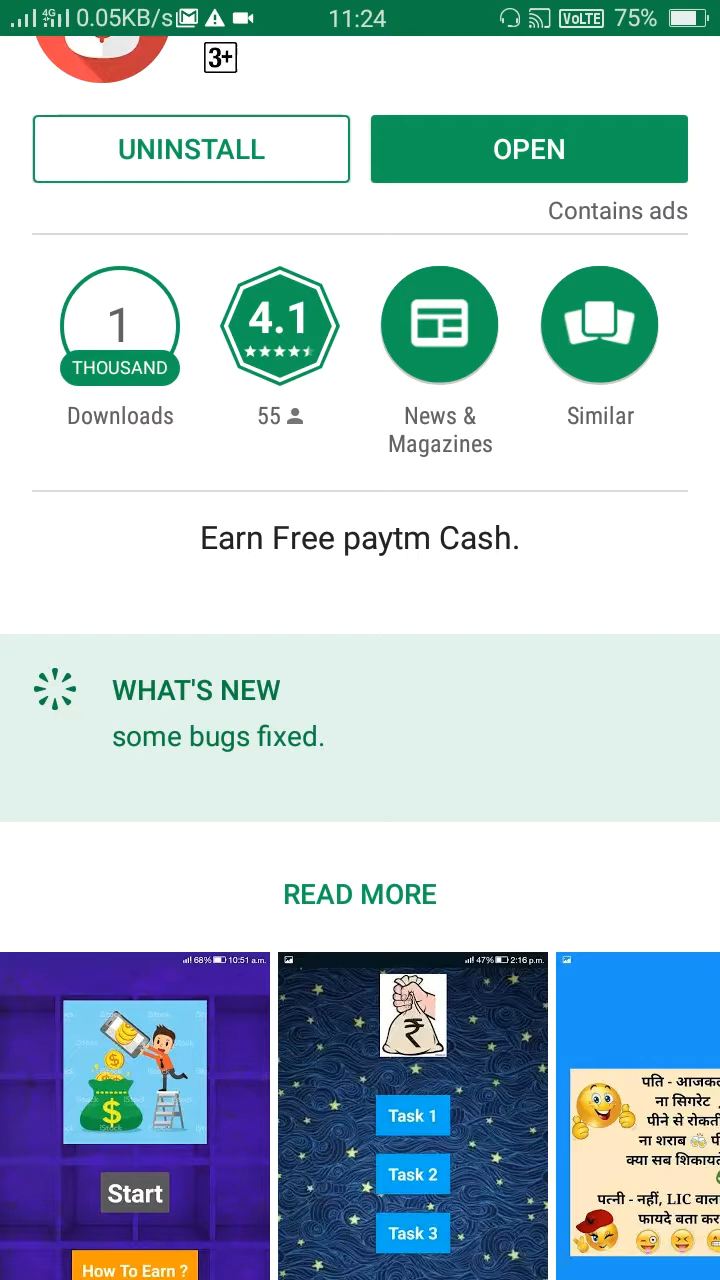 0.05KB/s 11:24 VoLTE 75%
4G
3+
UNINSTALL
OPEN
Contains ads
1
THOUSAND
Downloads
4.1
55
News &
Magazines
Similar
Earn Free paytm Cash.
WHAT'S NEW
some bugs fixed.
READ MORE
68% 10:51 a.m.
iStock
Start
How To Earn ?
47% 2:16 p.m.
₹
Task 1
Task 2
Task 3
पति - आजकल
ना सिगरेट
पीने से रोकती
ना शराब
क्या सब शिकायतें
पत्नी - नहीं, LIC वाला
फायदे बता कर